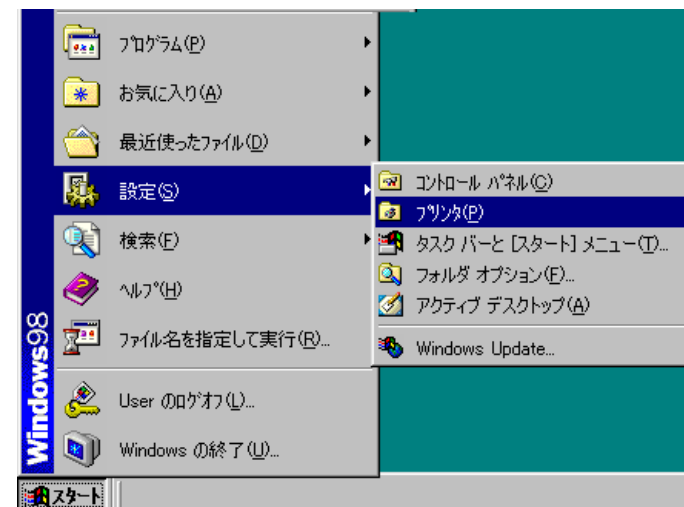 プログラム(P)
お気に入り(A)
最近使ったファイル(D)
設定(S)
検索(F)
ヘルプ(H)
ファイル名を指定して実行(R)...
User のログオフ(L)...
Windows の終了(U)...
コントロール パネル(C)
プリンタ(P)
タスク バーと [スタート] メニュー(T)...
フォルダ オプション(F)...
アクティブ デスクトップ(A)
Windows Update...
Windows98
スタート